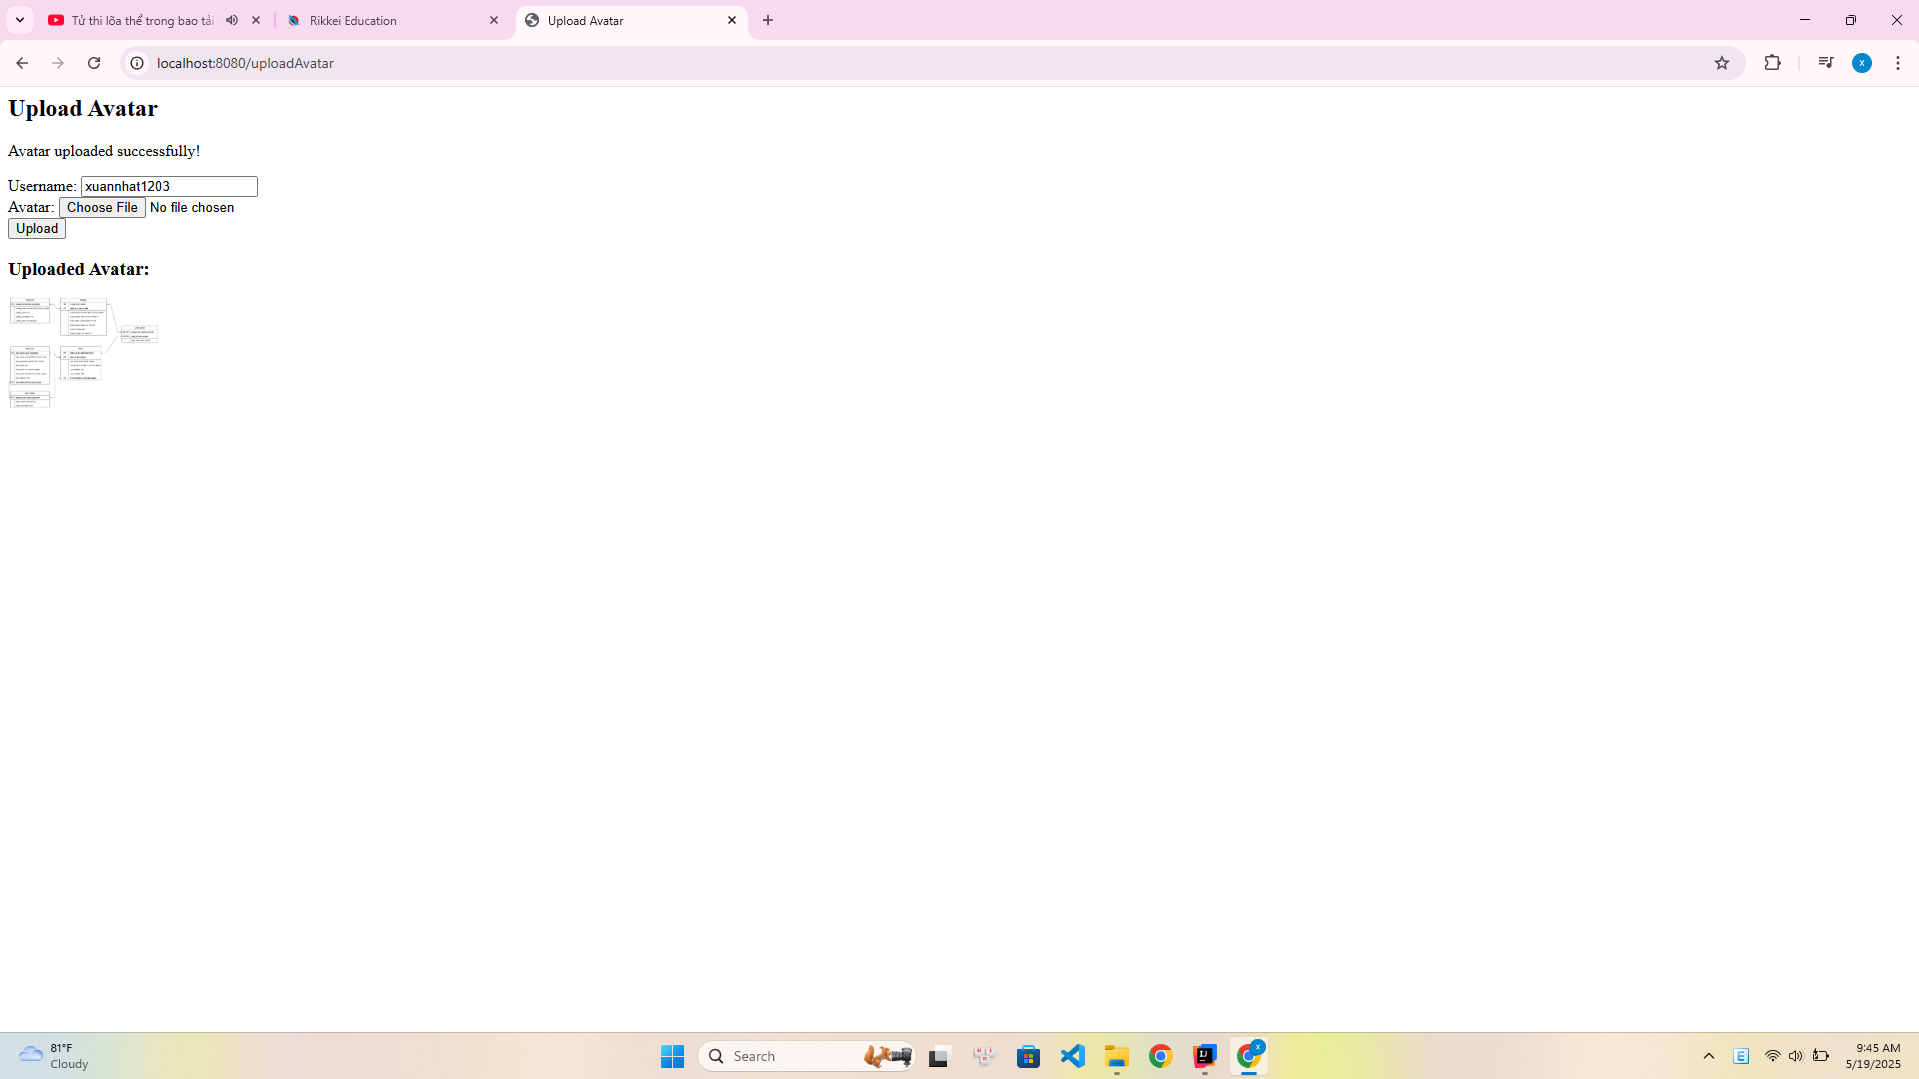 Tử thi lõa thể trong bao tải
Rikkei Education
Upload Avatar
localhost:8080/uploadAvatar
x
Upload Avatar
Avatar uploaded successfully!
Username: xuannhat1203
Avatar: Choose File No file chosen
Upload
Uploaded Avatar:
81°F
Cloudy
Search
x
E
9:45 AM
5/19/2025